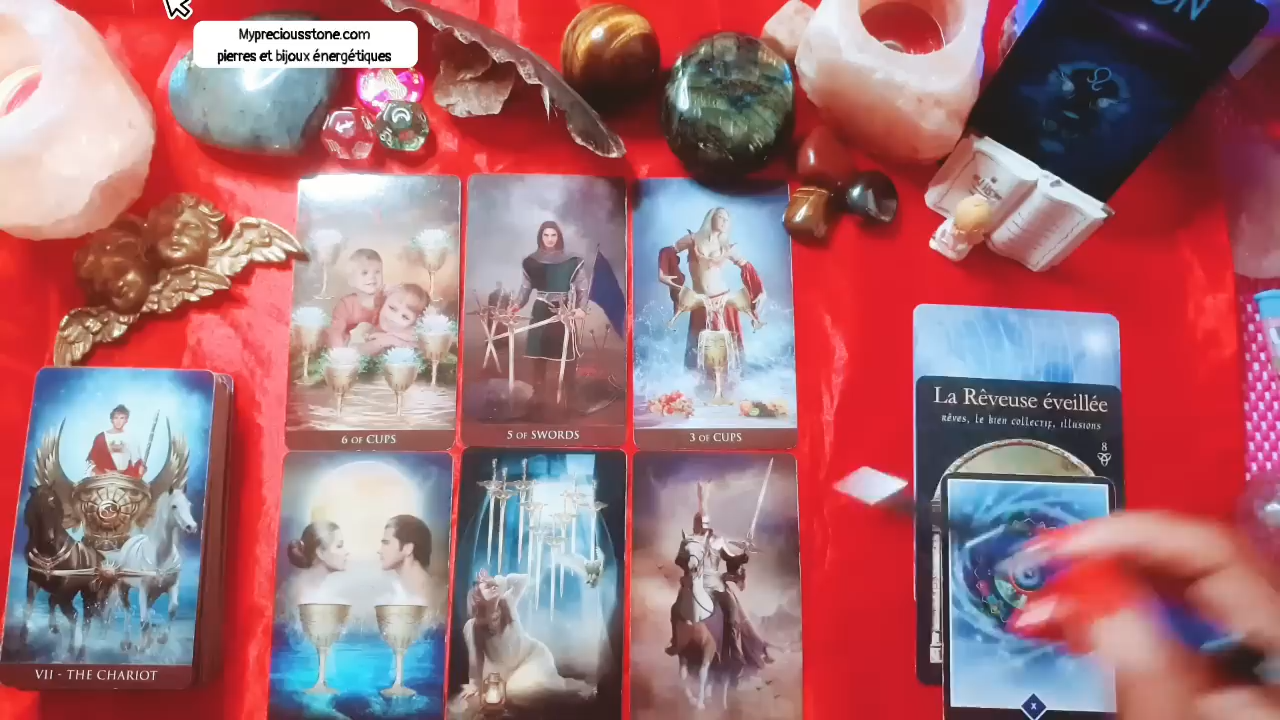 Mypreciousstone.com
pierres et bijoux énergétiques
6 OF CUPS
5 OF SWORDS
3 OF CUPS
La Rêveuse éveillée
rêves, le bien collectif, illusions
8
VII - THE CHARIOT
X